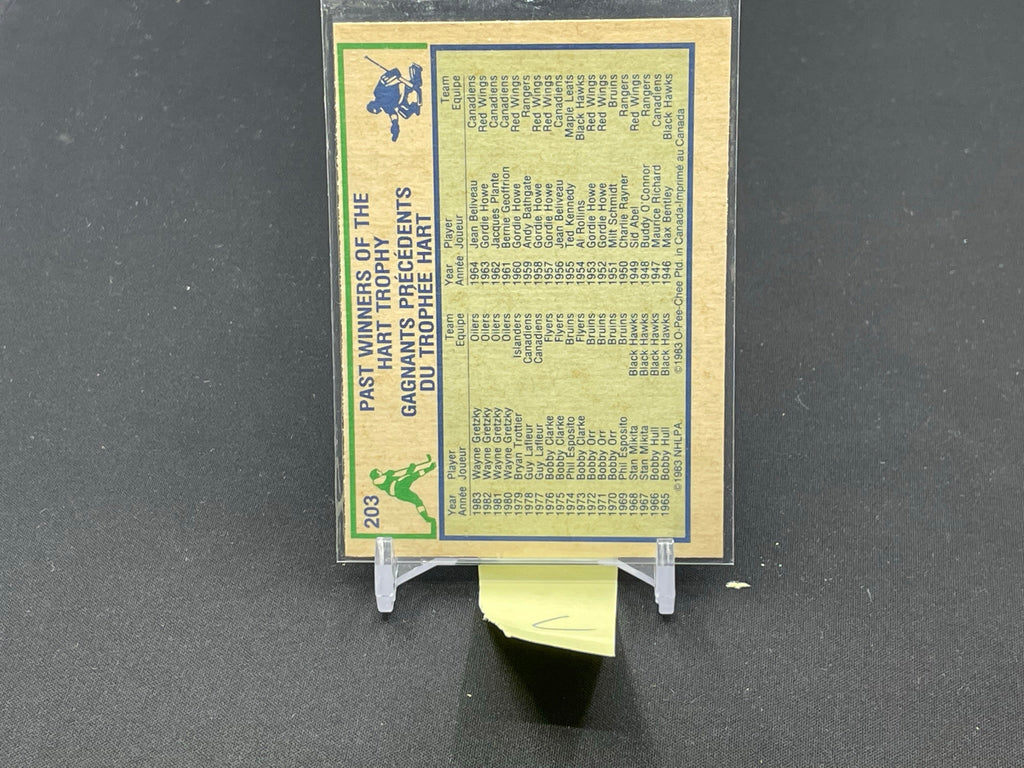 203
PAST WINNERS OF THE
HART TROPHY
GAGNANTS PRÉCÉDENTS
DU TROPHÉE HART
Year Player Team
Année Joueur Equipe
1983 Wayne Gretzky Oilers
1982 Wayne Gretzky Oilers
1981 Wayne Gretzky Oilers
1980 Wayne Gretzky Oilers
1979 Bryan Trottier Islanders
1978 Guy Lafleur Canadiens
1977 Guy Lafleur Canadiens
1976 Bobby Clarke Flyers
1975 Bobby Clarke Flyers
1974 Phil Esposito Bruins
1973 Bobby Clarke Flyers
1972 Bobby Orr Bruins
1971 Bobby Orr Bruins
1970 Bobby Orr Bruins
1969 Phil Esposito Bruins
1968 Stan Mikita Black Hawks
1967 Stan Mikita Black Hawks
1966 Bobby Hull Black Hawks
1965 Bobby Hull Black Hawks
Year Player Team
Année Joueur Equipe
1964 Jean Beliveau Canadiens
1963 Gordie Howe Red Wings
1962 Jacques Plante Canadiens
1961 Bernie Geoffrion Canadiens
1960 Gordie Howe Red Wings
1959 Andy Bathgate Rangers
1958 Gordie Howe Red Wings
1957 Gordie Howe Red Wings
1956 Jean Beliveau Canadiens
1955 Ted Kennedy Maple Leafs
1954 Al Rollins Black Hawks
1953 Gordie Howe Red Wings
1952 Gordie Howe Red Wings
1951 Milt Schmidt Bruins
1950 Charlie Rayner Rangers
1949 Sid Abel Red Wings
1948 Buddy O'Connor Rangers
1947 Maurice Richard Canadiens
1946 Max Bentley Black Hawks
©1983 NHLPA. ©1983 O-Pee-Chee Ptd. in Canada-Imprimé au Canada